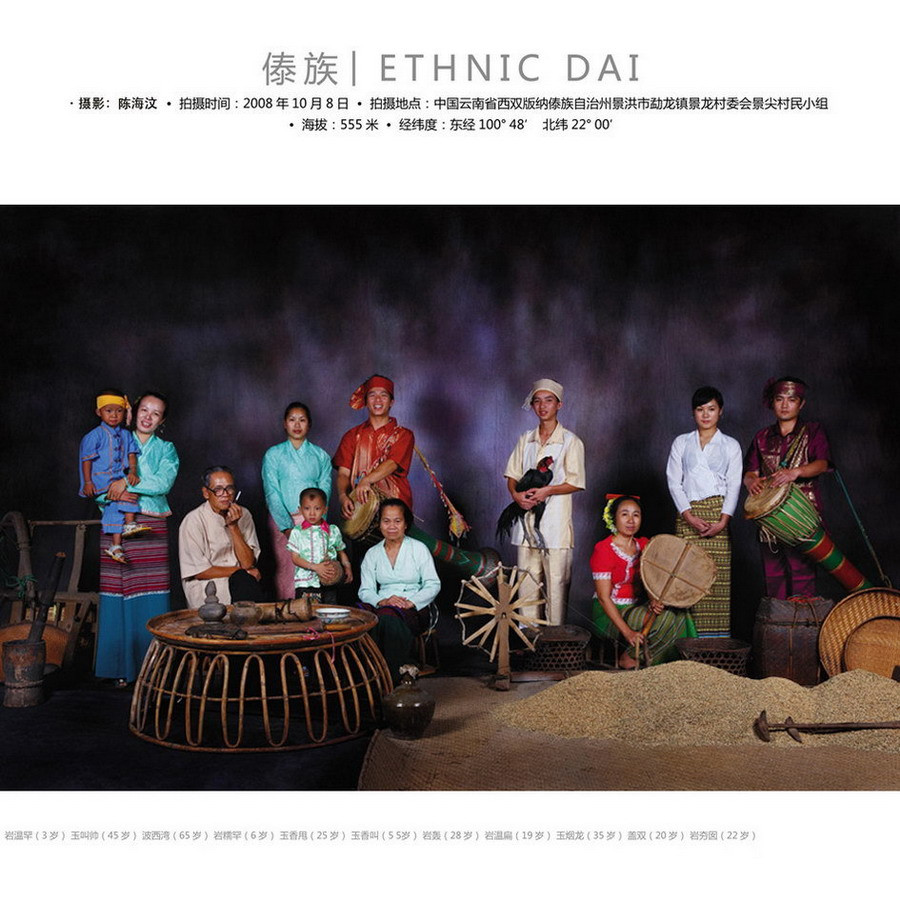 傣族| ETHNIC DAI
· 摄影：陈海汶 • 拍摄时间：2008 年 10 月 8 日 • 拍摄地点：中国云南省西双版纳傣族自治州景洪市勐龙镇景龙村委会景尖村民小组
• 海拔：555 米 • 经纬度：东经 100° 48′ 北纬 22° 00′
岩温罕（3 岁） 玉叫帅（45 岁） 波西湾（65 岁） 岩糯罕（6 岁） 玉香甩（25 岁） 玉香叫（5 5岁） 岩轰（28 岁） 岩温扁（19 岁） 玉烟龙（35 岁） 盖双（20 岁） 岩夯囡（22 岁）